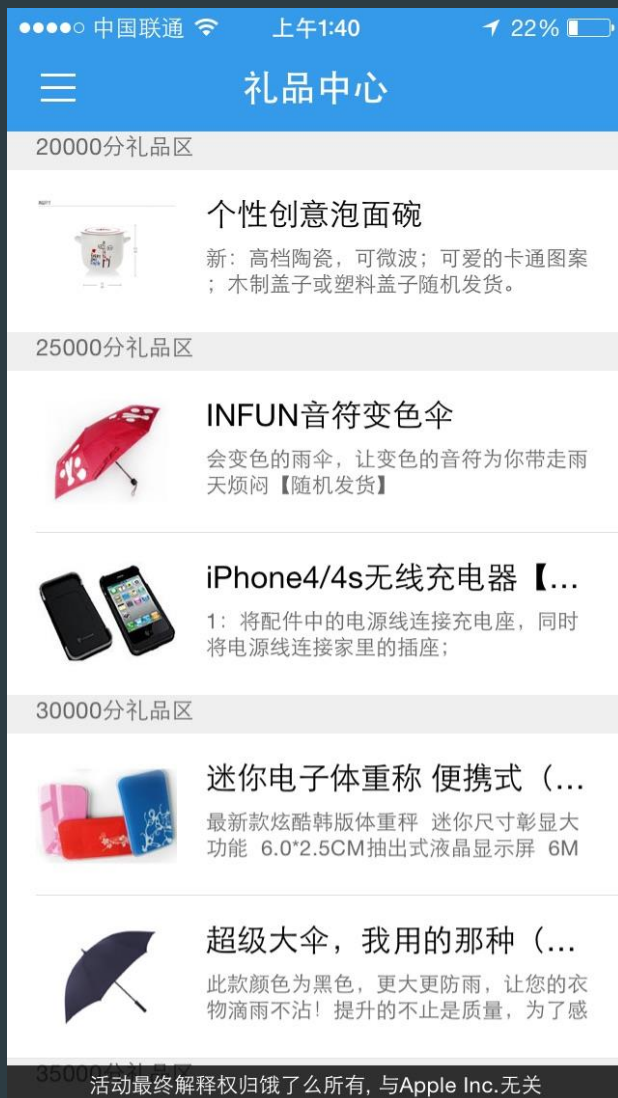 中国联通 上午1:40 22%
礼品中心
20000分礼品区
个性创意泡面碗
新：高档陶瓷，可微波；可爱的卡通图案
；木制盖子或塑料盖子随机发货。
25000分礼品区
INFUN音符变色伞
会变色的雨伞，让变色的音符为你带走雨
天烦闷【随机发货】
iPhone4/4s无线充电器【...
1：将配件中的电源线连接充电座，同时
将电源线连接家里的插座；
30000分礼品区
迷你电子体重称 便携式（...
最新款炫酷韩版体重秤 迷你尺寸彰显大
功能 6.0*2.5CM抽出式液晶显示屏 6M
超级大伞，我用的那种（...
此款颜色为黑色，更大更防雨，让您的衣
物滴雨不沾！提升的不止是质量，为了感
35000分礼品区
活动最终解释权归饿了么所有, 与Apple Inc.无关